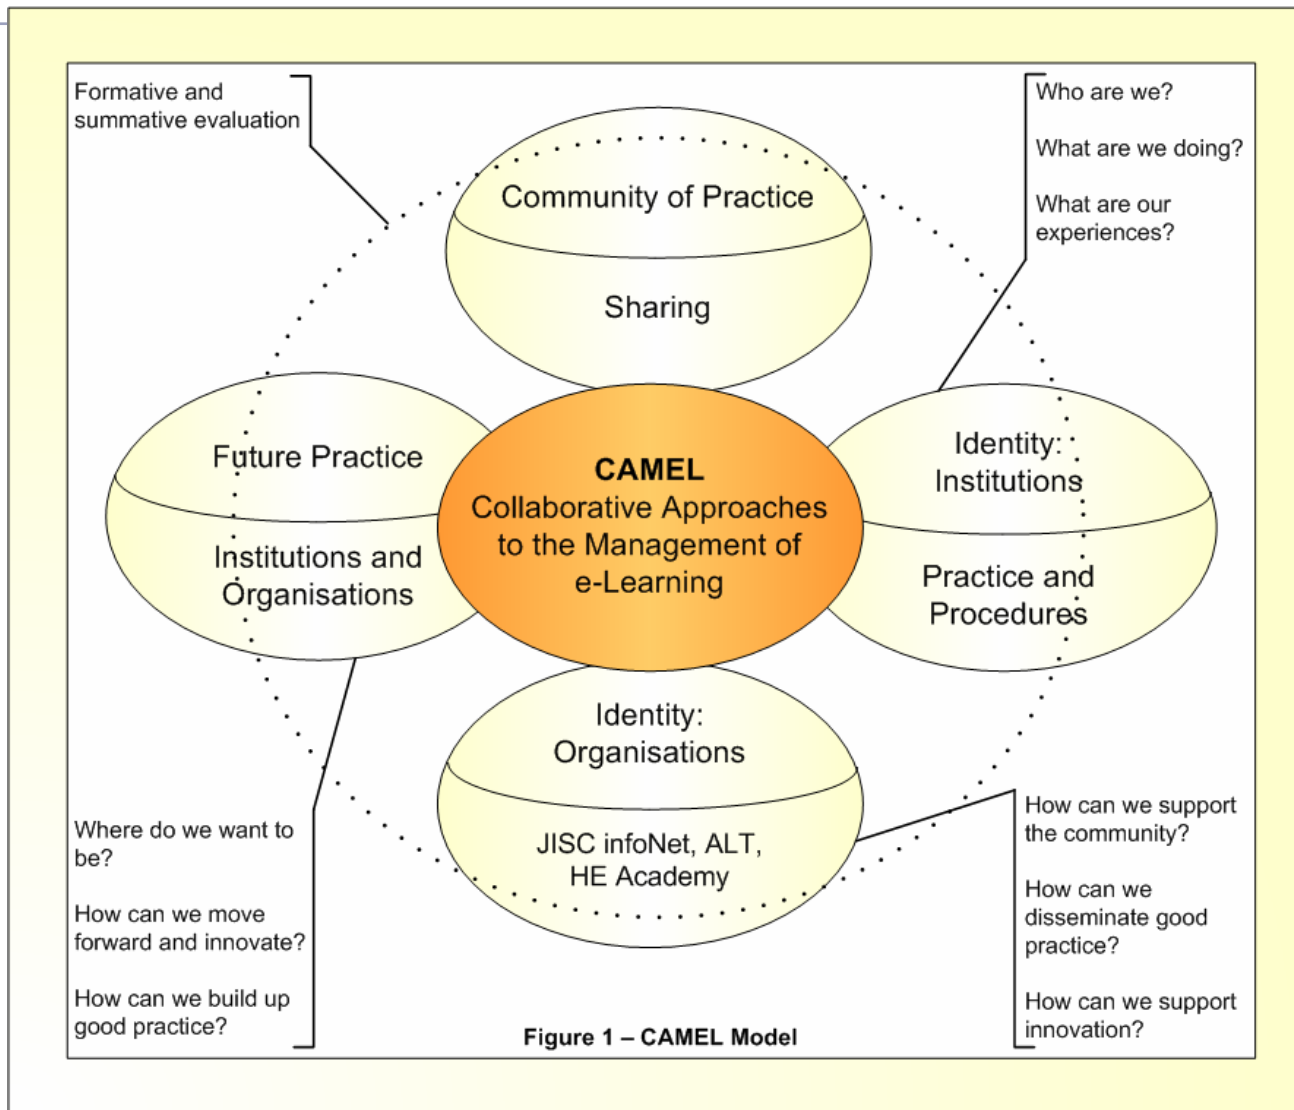 Formative and
summative evaluation
Who are we?
What are we doing?
What are our
experiences?
Community of Practice
Sharing
Future Practice
Institutions and
Organisations
CAMEL
Collaborative Approaches
to the Management of
e-Learning
Identity:
Institutions
Practice and
Procedures
Identity:
Organisations
JISC infoNet, ALT,
HE Academy
Where do we want to
be?
How can we move
forward and innovate?
How can we build up
good practice?
How can we support
the community?
How can we
disseminate good
practice?
How can we support
innovation?
Figure 1 – CAMEL Model